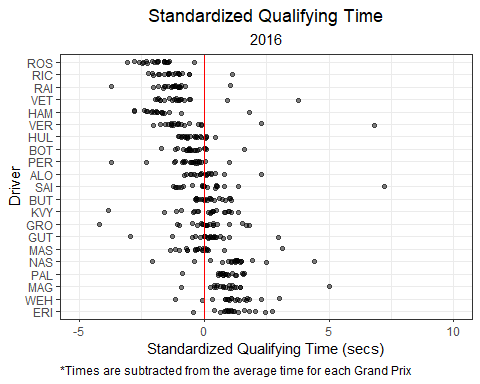 Standardized Qualifying Time
2016
Driver
ROS
RIC
RAI
VET
HAM
VER
HUL
BOT
PER
ALO
SAI
BUT
KVY
GRO
GUT
MAS
NAS
PAL
MAG
WEH
ERI
-5 0 5 10
Standardized Qualifying Time (secs)
*Times are subtracted from the average time for each Grand Prix